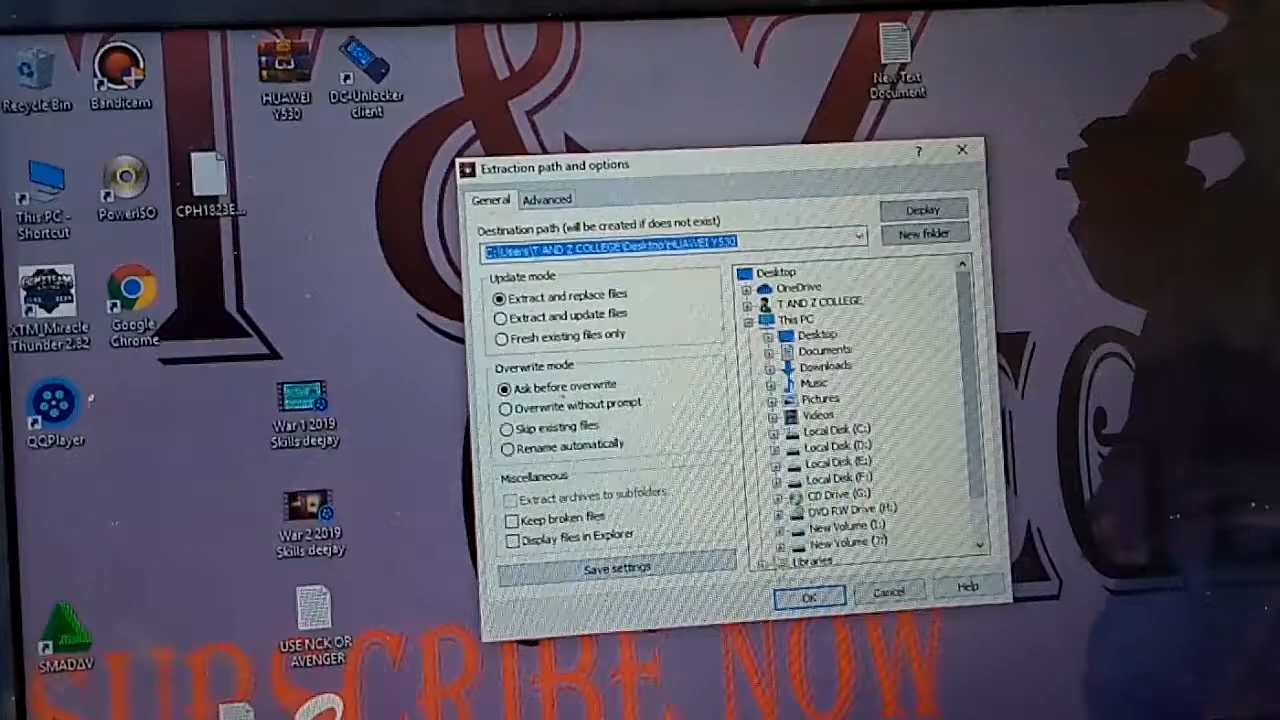 T & Z
Recycle Bin
Bandicam
HUAWEI
Y530
DC-Unlocker
client
New Text
Document
This PC -
Shortcut
PowerISO
CPH1823E...
XTM_Miracle
Thunder 2.82
Google
Chrome
QQPlayer
War 1 2019
Skills deejay
War 2 2019
Skills deejay
SMADAV
USE NCK OR
AVENGER
Extraction path and options
?
General
Advanced
Destination path (will be created if does not exist)
C:\Users\T AND Z COLLEGE\Desktop\HUAWEI Y530
Display
New folder
Update mode
Extract and replace files
Extract and update files
Fresh existing files only
Overwrite mode
Ask before overwrite
Overwrite without prompt
Skip existing files
Rename automatically
Miscellaneous
Extract archives to subfolders
Keep broken files
Display files in Explorer
Save settings
Desktop
OneDrive
T AND Z COLLEGE
This PC
Desktop
Documents
Downloads
Music
Pictures
Videos
Local Disk (C:)
Local Disk (D:)
Local Disk (E:)
Local Disk (F:)
CD Drive (G:)
DVD RW Drive (H:)
New Volume (I:)
New Volume (J:)
Libraries
OK
Cancel
Help
SUBSCRIBE NOW